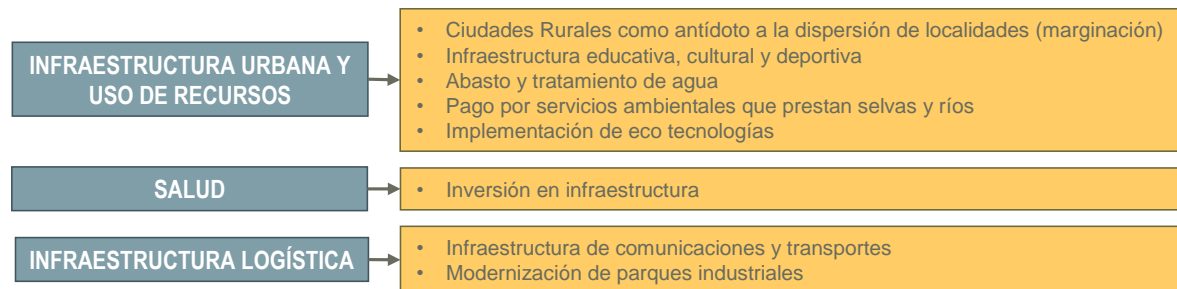 INFRAESTRUCTURA URBANA Y
USO DE RECURSOS
• Ciudades Rurales como antídoto a la dispersión de localidades (marginación)
• Infraestructura educativa, cultural y deportiva
• Abasto y tratamiento de agua
• Pago por servicios ambientales que prestan selvas y ríos
• Implementación de eco tecnologías
SALUD
• Inversión en infraestructura
INFRAESTRUCTURA LOGÍSTICA
• Infraestructura de comunicaciones y transportes
• Modernización de parques industriales